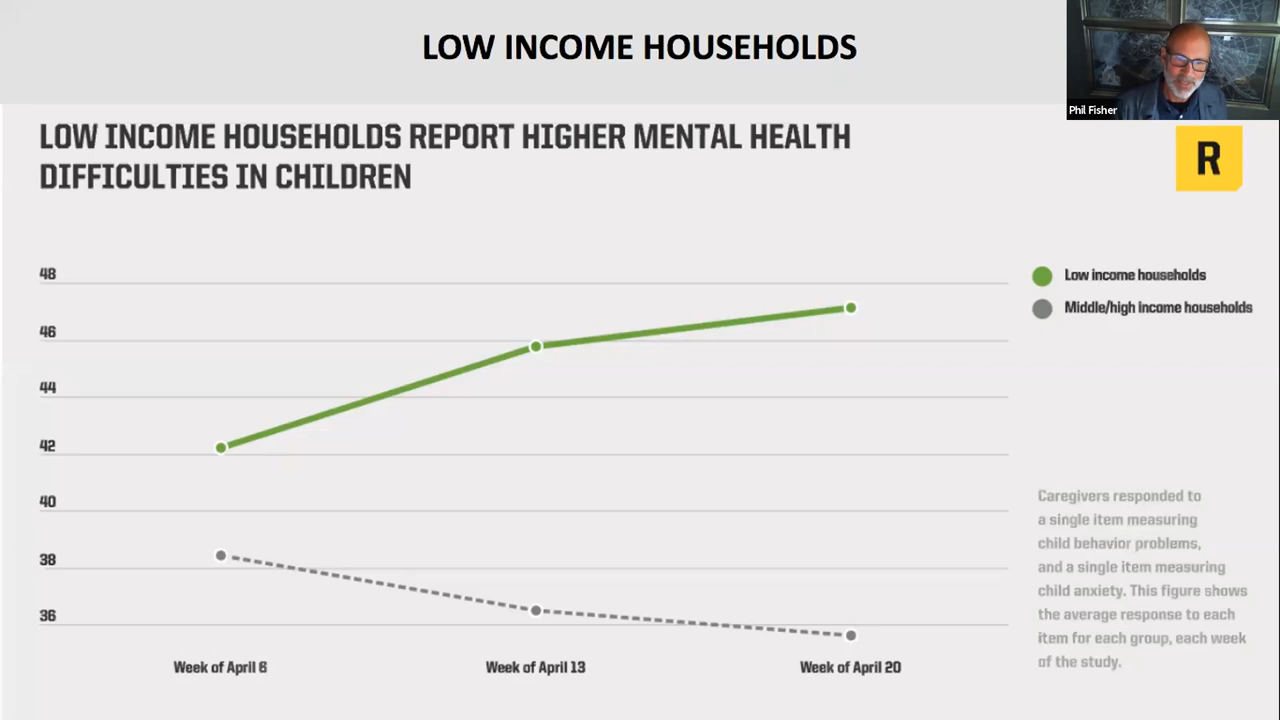 LOW INCOME HOUSEHOLDS
Phil Fisher
LOW INCOME HOUSEHOLDS REPORT HIGHER MENTAL HEALTH
DIFFICULTIES IN CHILDREN
R
48
46
44
42
40
38
36
Week of April 6
Week of April 13
Week of April 20
Low income households
Middle/high income households
Caregivers responded to
a single item measuring
child behavior problems,
and a single item measuring
child anxiety. This figure shows
the average response to each
item for each group, each week
of the study.